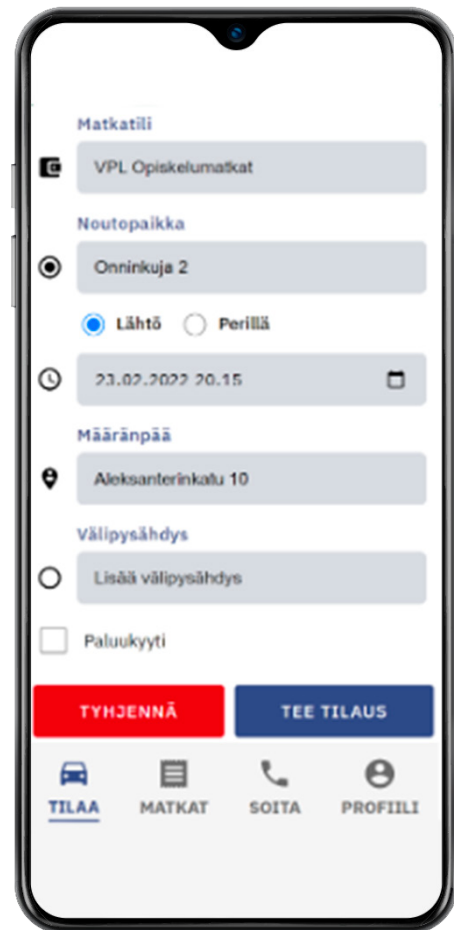 Matkatili
VPL Opiskelumatkat
Noutopaikka
Onninkuja 2
Lähtö Perillä
23.02.2022 20.15
Määränpää
Aleksanterinkatu 10
Välipysähdys
Lisää välipysähdys
Paluukyyti
TYHJENNÄ TEE TILAUS
TILAA MATKAT SOITA PROFIILI